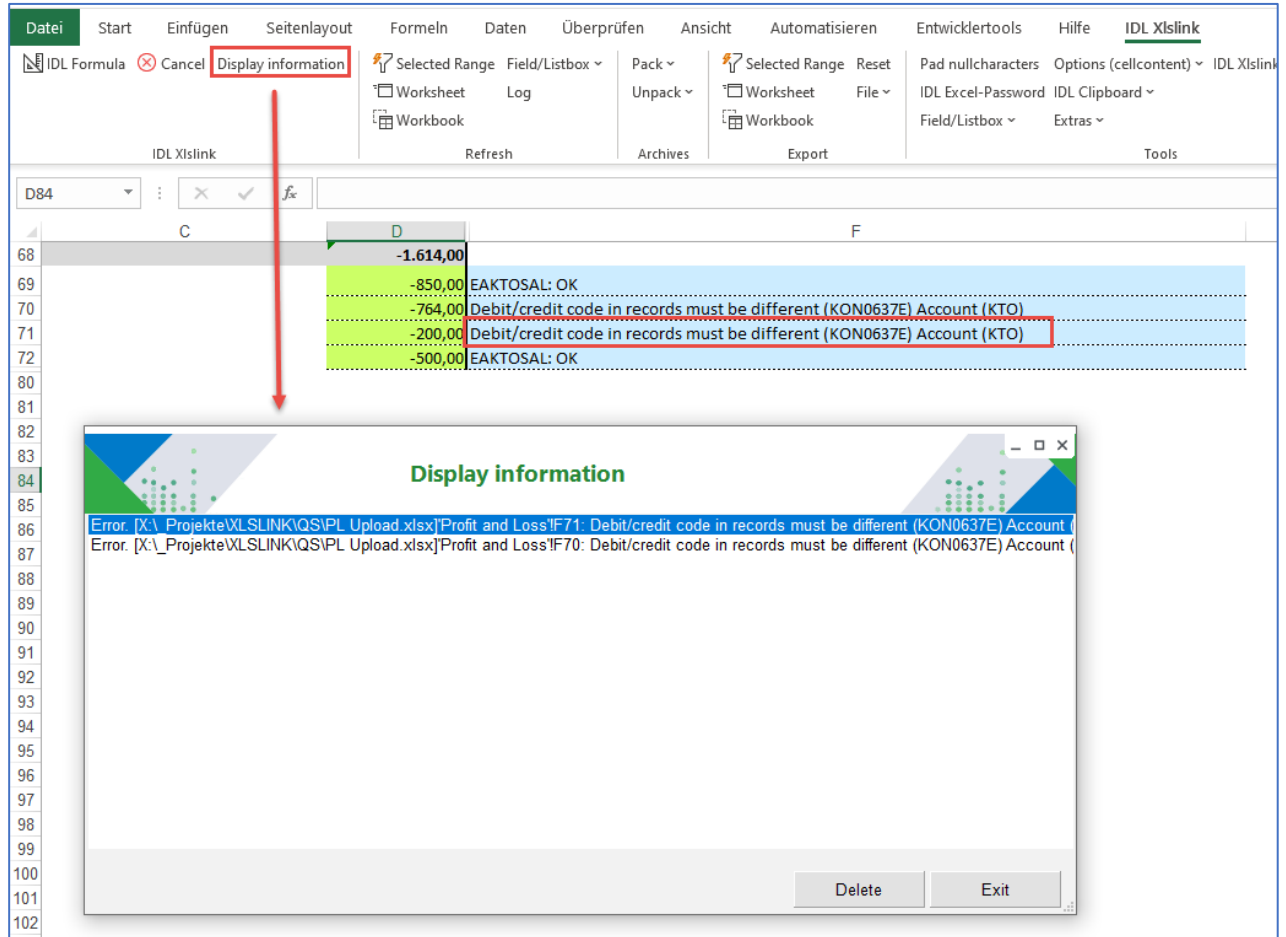 Datei Start Einfügen Seitenlayout Formeln Daten Überprüfen Ansicht Automatisieren Entwicklertools Hilfe IDL Xlslink
IDL Formula Cancel Display information Selected Range Field/Listbox Pack Selected Range Reset Pad nullcharacters Options (cellcontent) IDL Xlslink
Worksheet Log Unpack Worksheet File IDL Excel-Password IDL Clipboard
Workbook Workbook Field/Listbox Extras
IDL Xlslink Refresh Archives Export Tools
D84 fx
C D F
68 -1.614,00
69 -850,00 EAKTOSAL: OK
70 -764,00 Debit/credit code in records must be different (KON0637E) Account (KTO)
71 -200,00 Debit/credit code in records must be different (KON0637E) Account (KTO)
72 -500,00 EAKTOSAL: OK
80
81
82
83
Display information
84
85
86
Error. [X:\_Projekte\XLSLINK\QS\PL Upload.xlsx]'Profit and Loss'!F71: Debit/credit code in records must be different (KON0637E) Account (
87
Error. [X:\_Projekte\XLSLINK\QS\PL Upload.xlsx]'Profit and Loss'!F70: Debit/credit code in records must be different (KON0637E) Account (
88
89
90
91
92
93
94
95
96
97
98
99
100
Delete Exit
101
102